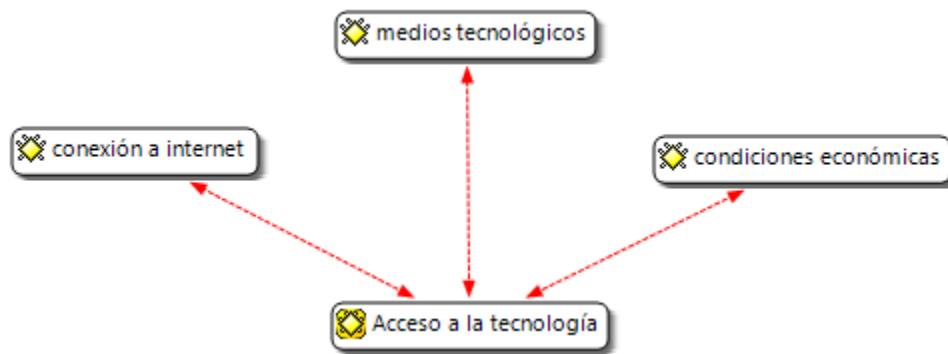 medios tecnológicos
conexión a internet
condiciones económicas
Acceso a la tecnología